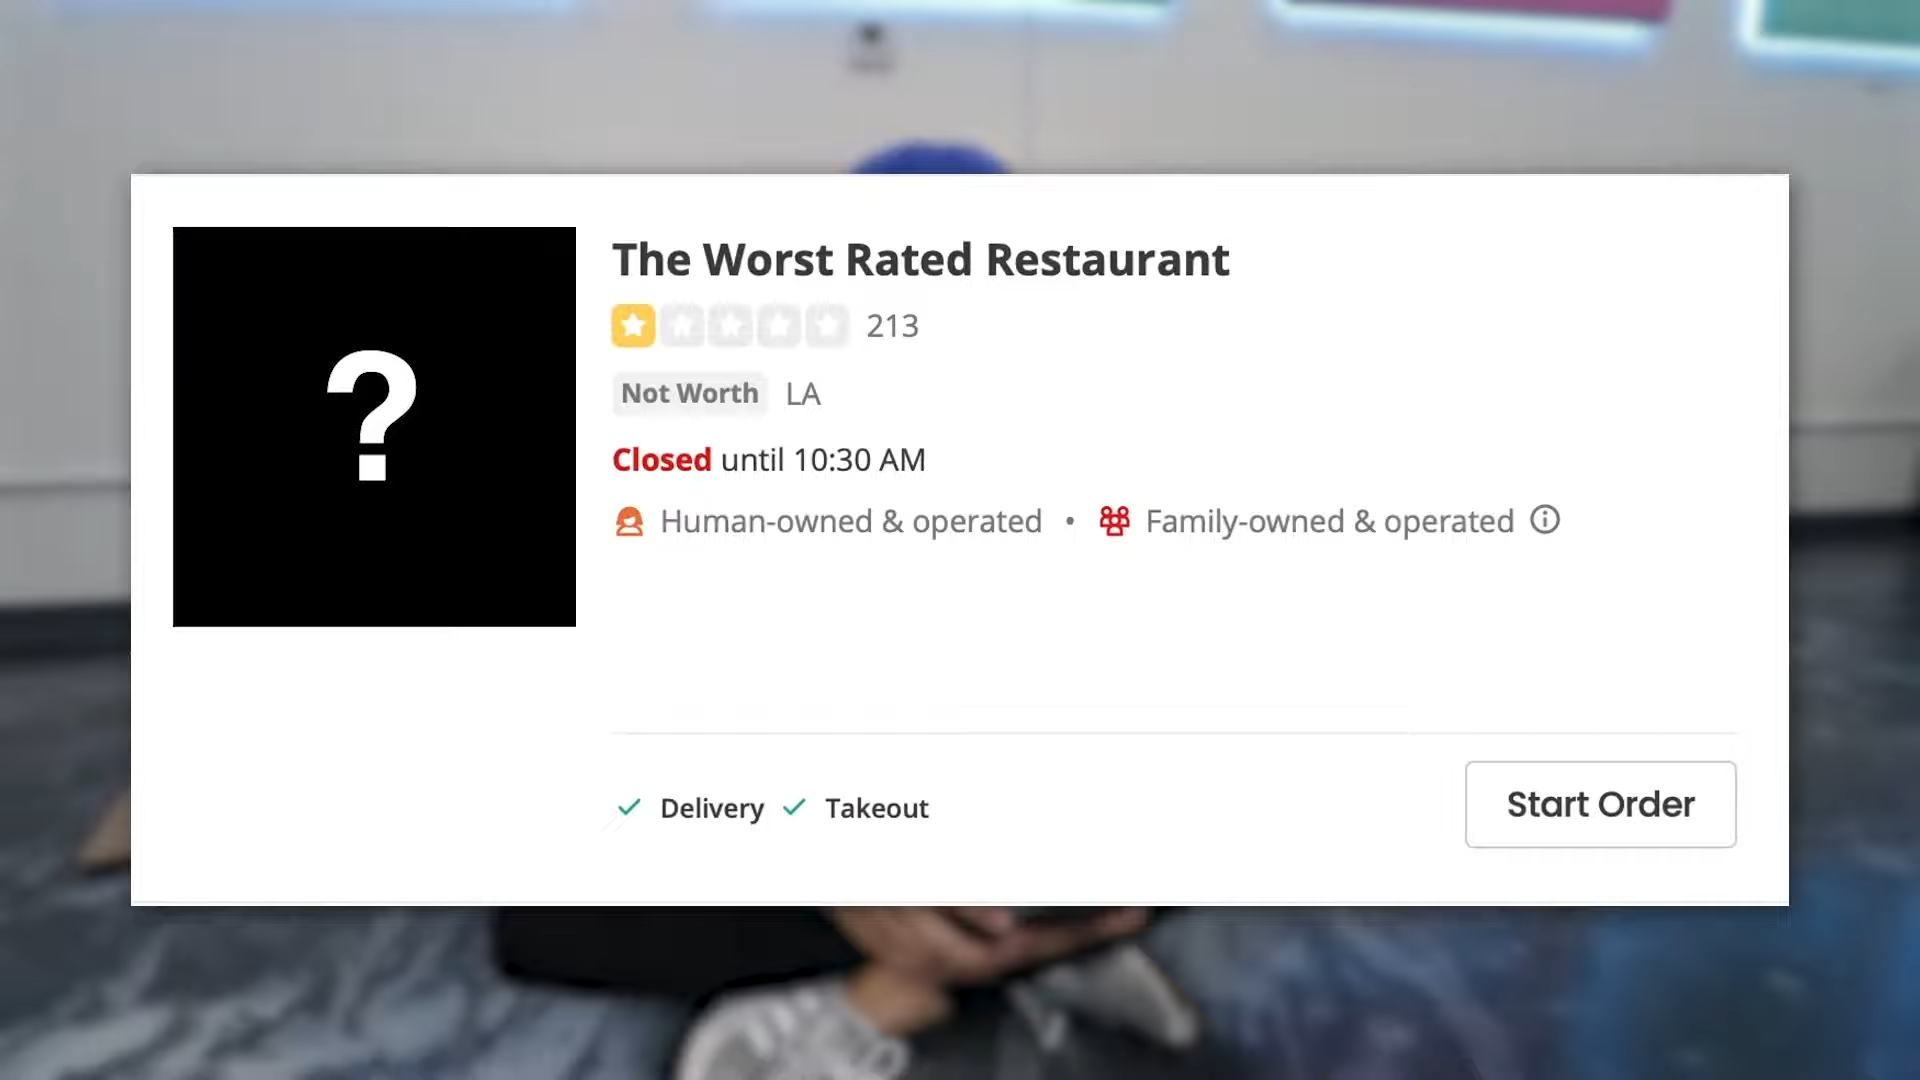 ?
The Worst Rated Restaurant
213
Not Worth LA
Closed until 10:30 AM
Human-owned & operated • Family-owned & operated
Delivery Takeout
Start Order